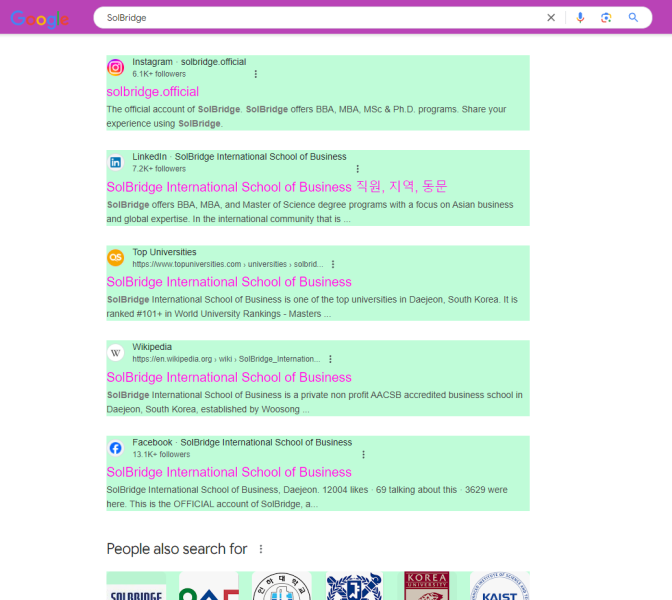 Google
SolBridge
Instagram · solbridge.official
6.1K+ followers
solbridge.official
The official account of SolBridge. SolBridge offers BBA, MBA, MSc & Ph.D. programs. Share your
experience using SolBridge.
LinkedIn · SolBridge International School of Business
7.2K+ followers
SolBridge International School of Business 직원, 지역, 동문
SolBridge offers BBA, MBA, and Master of Science degree programs with a focus on Asian business
and global expertise. In the international community that is ...
Top Universities
https://www.topuniversities.com › universities › solbrid...
SolBridge International School of Business
SolBridge International School of Business is one of the top universities in Daejeon, South Korea. It is
ranked #101+ in World University Rankings - Masters ...
W
Wikipedia
https://en.wikipedia.org › wiki › SolBridge_Internation...
SolBridge International School of Business
SolBridge International School of Business is a private non profit AACSB accredited business school in
Daejeon, South Korea, established by Woosong ...
Facebook · SolBridge International School of Business
13.1K+ followers
SolBridge International School of Business
SolBridge International School of Business, Daejeon. 12004 likes · 69 talking about this · 3629 were
here. This is the OFFICIAL account of SolBridge, a...
People also search for
SOLBRIDGE
인하대학교
KOREA
UNIVERSITY
KAIST